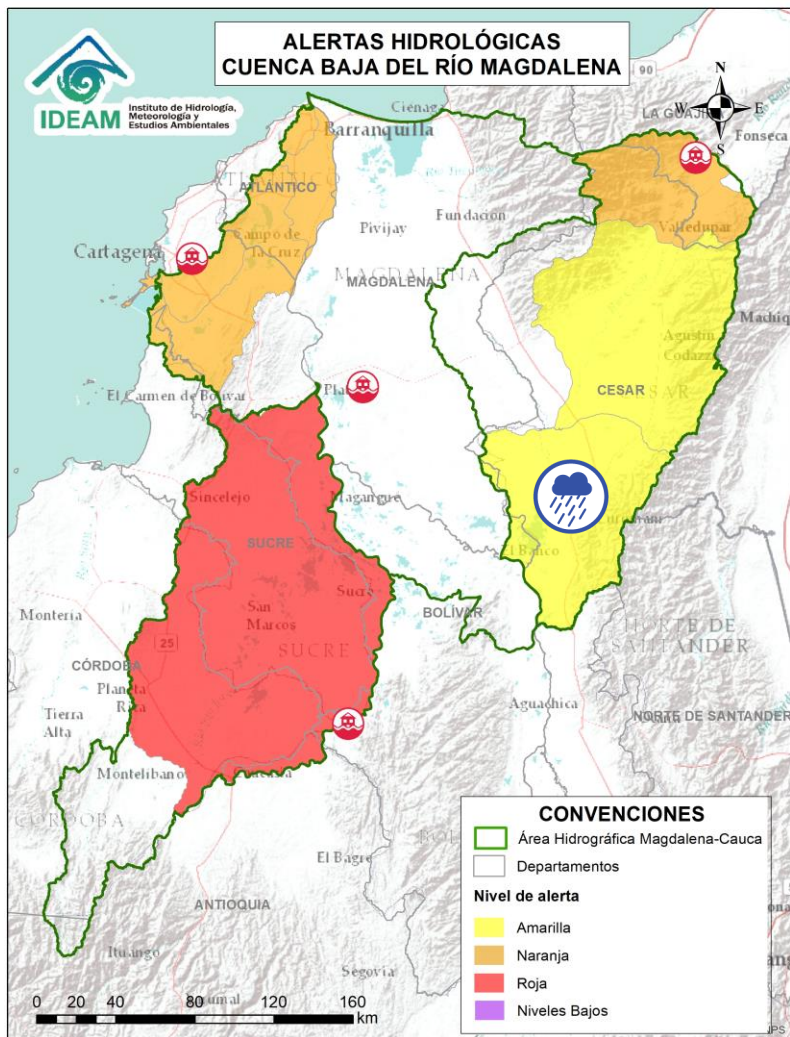 ALERTAS HIDROLÓGICAS
CUENCA BAJA DEL RÍO MAGDALENA
IDEAM
Instituto de Hidrología,
Meteorología y
Estudios Ambientales
N
W E
S
90
LA GUAJIRA
Fonseca
Ciénaga
Barranquilla
ATLÁNTICO
Fundación
Pivijay
Valledupar
Campo de
la Cruz
Cartagena
MAGDALENA
MAGDALENA
Agustín
Codazzi
CESAR
El Carmen de Bolívar
Sincelejo
Magangue
SUCRE
El Banco
Sucre
BOLÍVAR
San
Marcos
SUCRE
Montería
25
CÓRDOBA
Planeta
Rica
Tierra
Alta
NORTE DE
SANTANDER
Aguachica
NORTE DE SANTANDER
Montelibano
CÓRDOBA
El Bagre
ANTIOQUIA
Ituango
Segovia
CONVENCIONES
Área Hidrográfica Magdalena-Cauca
Departamentos
Nivel de alerta
Amarilla
Naranja
Roja
Niveles Bajos
0 20 40 80 120 160
km